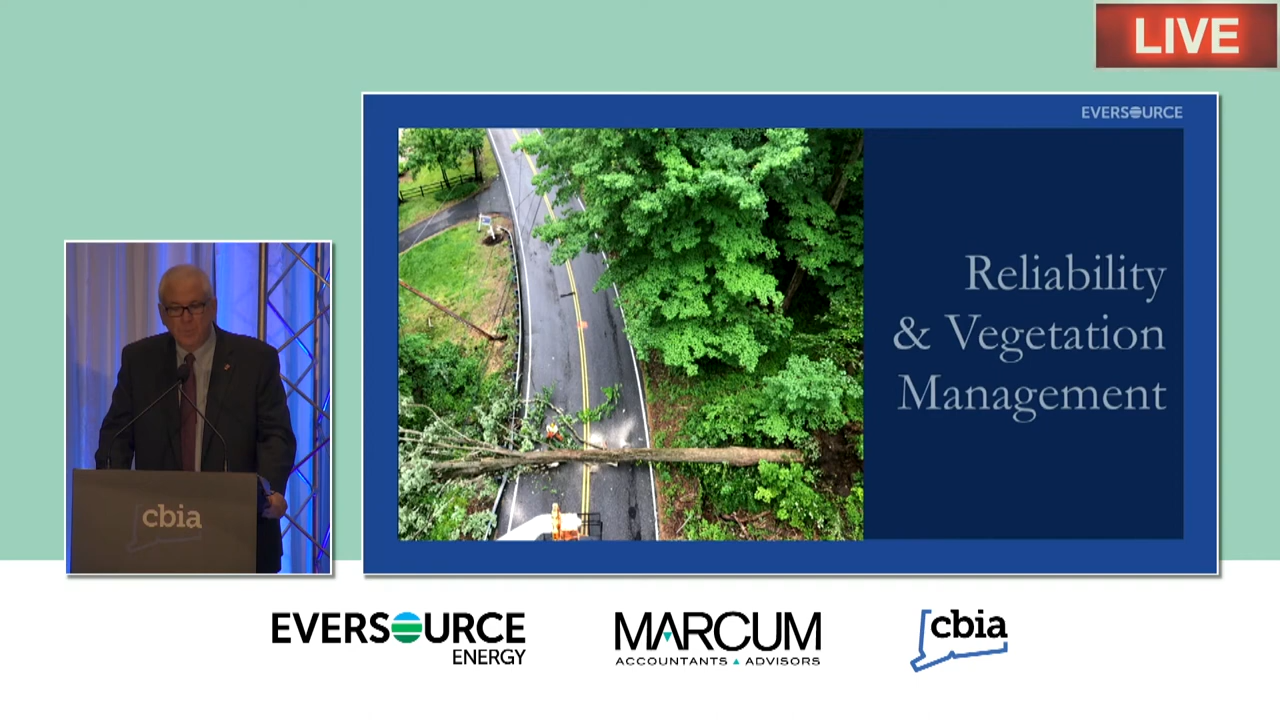 LIVE
EVERSOURCE
Reliability
& Vegetation
Management
cbia
EVERSOURCE
ENERGY
MARCUM
ACCOUNTANTS ADVISORS
cbia